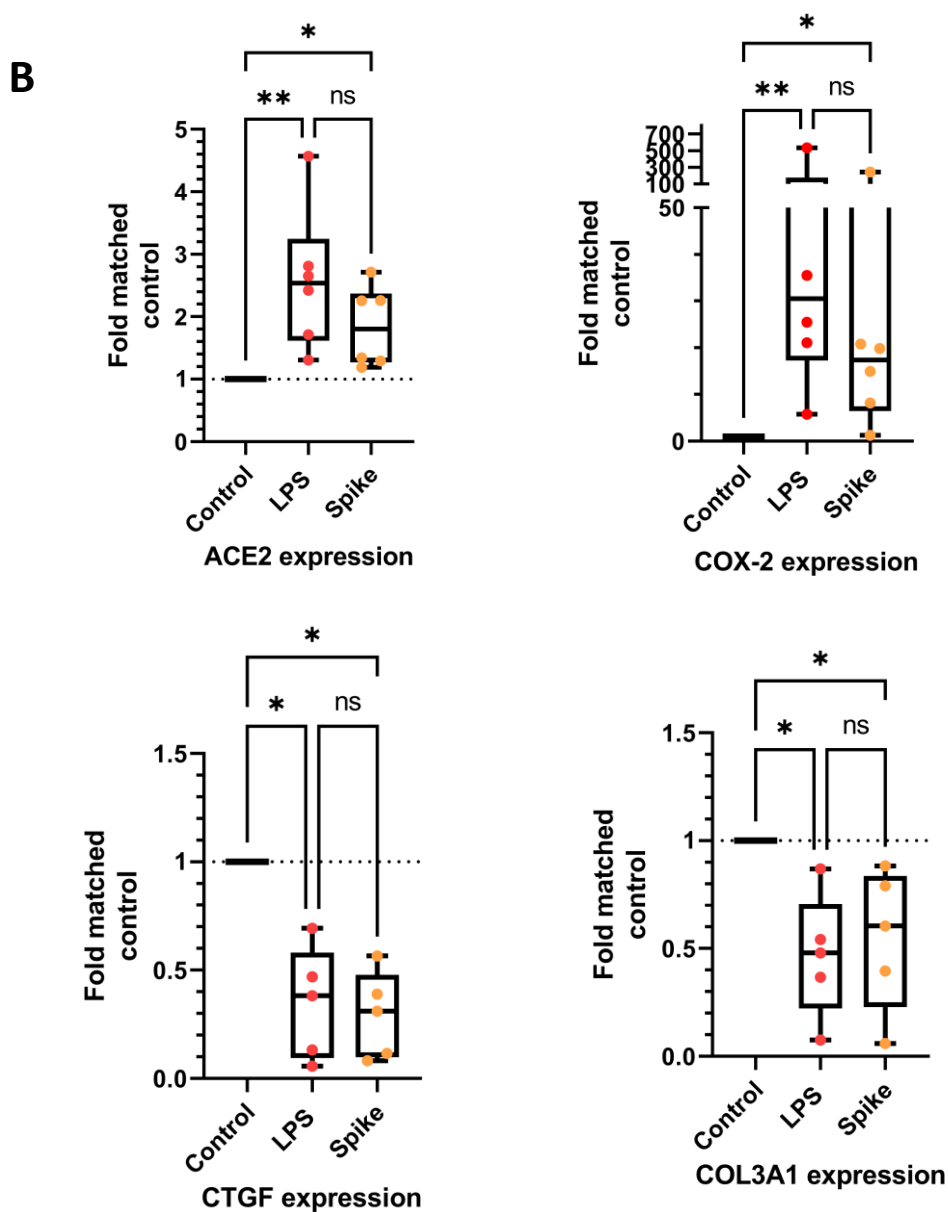 B
*
** ns
5
4
3
2
1
0
Fold matched
control
Control LPS Spike
ACE2 expression
*
** ns
700
500
300
100
50
0
Fold matched
control
Control LPS Spike
COX-2 expression
*
* ns
1.5
1
0.5
0.0
Fold matched
control
Control LPS Spike
CTGF expression
*
* ns
1.5
1
0.5
0.0
Fold matched
control
Control LPS Spike
COL3A1 expression